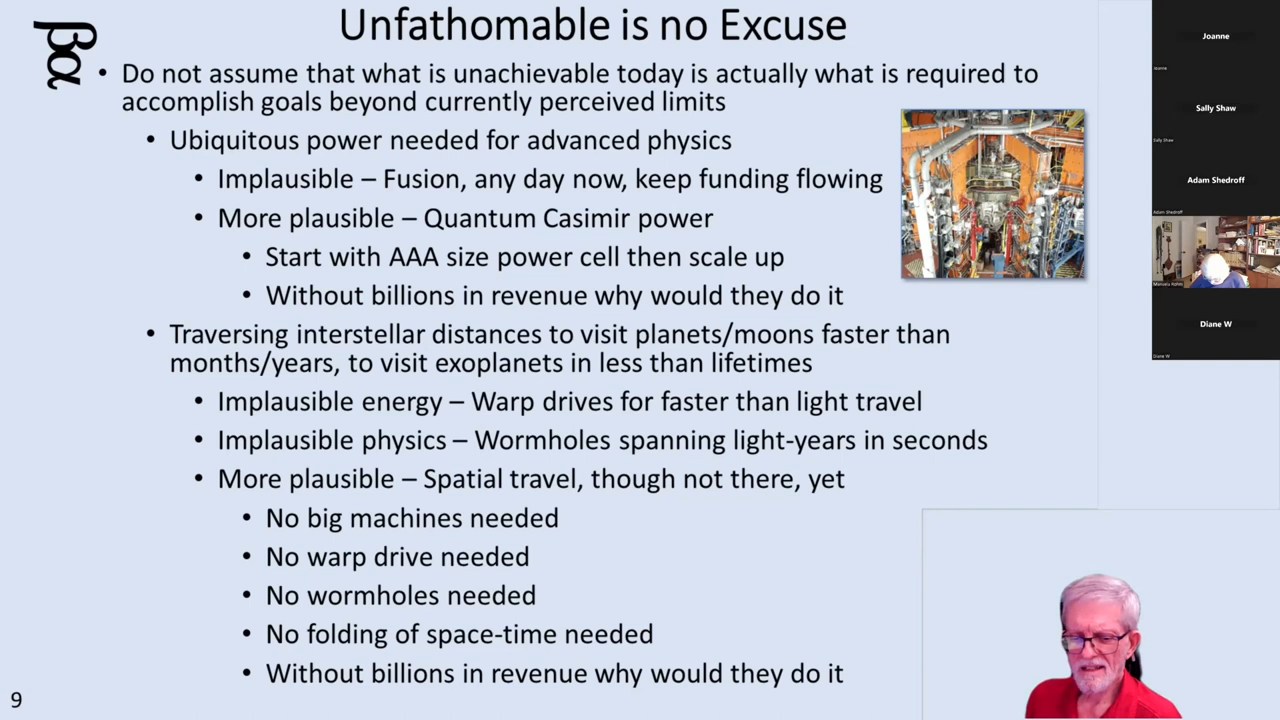 Unfathomable is no Excuse
βα
• Do not assume that what is unachievable today is actually what is required to
accomplish goals beyond currently perceived limits
• Ubiquitous power needed for advanced physics
• Implausible – Fusion, any day now, keep funding flowing
• More plausible – Quantum Casimir power
• Start with AAA size power cell then scale up
• Without billions in revenue why would they do it
• Traversing interstellar distances to visit planets/moons faster than
months/years, to visit exoplanets in less than lifetimes
• Implausible energy – Warp drives for faster than light travel
• Implausible physics – Wormholes spanning light-years in seconds
• More plausible – Spatial travel, though not there, yet
• No big machines needed
• No warp drive needed
• No wormholes needed
• No folding of space-time needed
• Without billions in revenue why would they do it
9
Joanne
Joanne
Sally Shaw
Sally Shaw
Adam Shedroff
Adam Shedroff
Diane W
Diane W